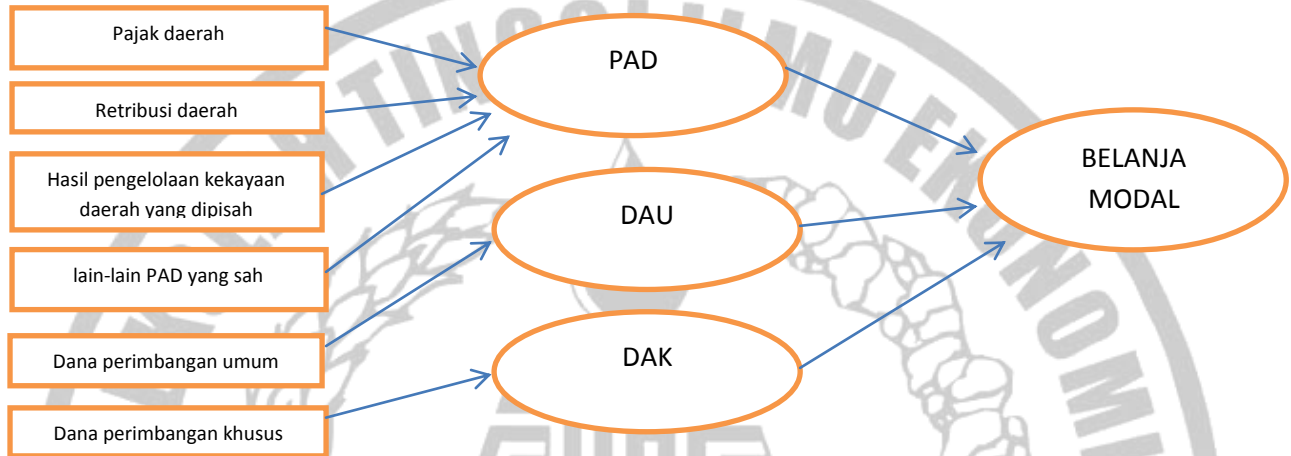 Pajak daerah
Retribusi daerah
Hasil pengelolaan kekayaan
daerah yang dipisah
lain-lain PAD yang sah
Dana perimbangan umum
Dana perimbangan khusus
PAD
DAU
DAK
BELANJA
MODAL